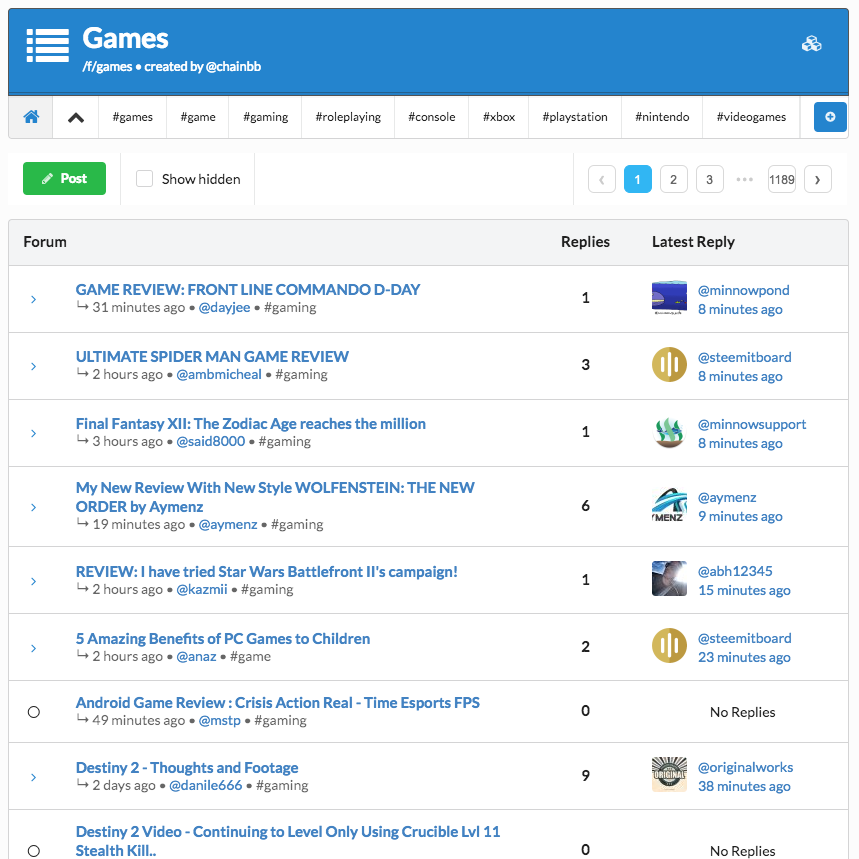 Games
/f/games • created by @chainbb
#games #game #gaming #roleplaying #console #xbox #playstation #nintendo #videogames
Post Show hidden ‹ 1 2 3 ••• 1189 ›
Forum Replies Latest Reply
GAME REVIEW: FRONT LINE COMMANDO D-DAY
31 minutes ago • @dayjee • #gaming
1
@minnowpond
8 minutes ago
ULTIMATE SPIDER MAN GAME REVIEW
2 hours ago • @ambmicheal • #gaming
3
@steemitboard
8 minutes ago
Final Fantasy XII: The Zodiac Age reaches the million
3 hours ago • @said8000 • #gaming
1
@minnowsupport
8 minutes ago
My New Review With New Style WOLFENSTEIN: THE NEW
ORDER by Aymenz
19 minutes ago • @aymenz • #gaming
6
YMENZ
@aymenz
9 minutes ago
REVIEW: I have tried Star Wars Battlefront II's campaign!
2 hours ago • @kazmii • #gaming
1
@abh12345
15 minutes ago
5 Amazing Benefits of PC Games to Children
2 hours ago • @anaz • #game
2
@steemitboard
23 minutes ago
Android Game Review : Crisis Action Real - Time Esports FPS
49 minutes ago • @mstp • #gaming
0
No Replies
Destiny 2 - Thoughts and Footage
2 days ago • @danile666 • #gaming
9
ORIGINAL
@originalworks
38 minutes ago
Destiny 2 Video - Continuing to Level Only Using Crucible Lvl 11
Stealth Kill..
0
No Replies